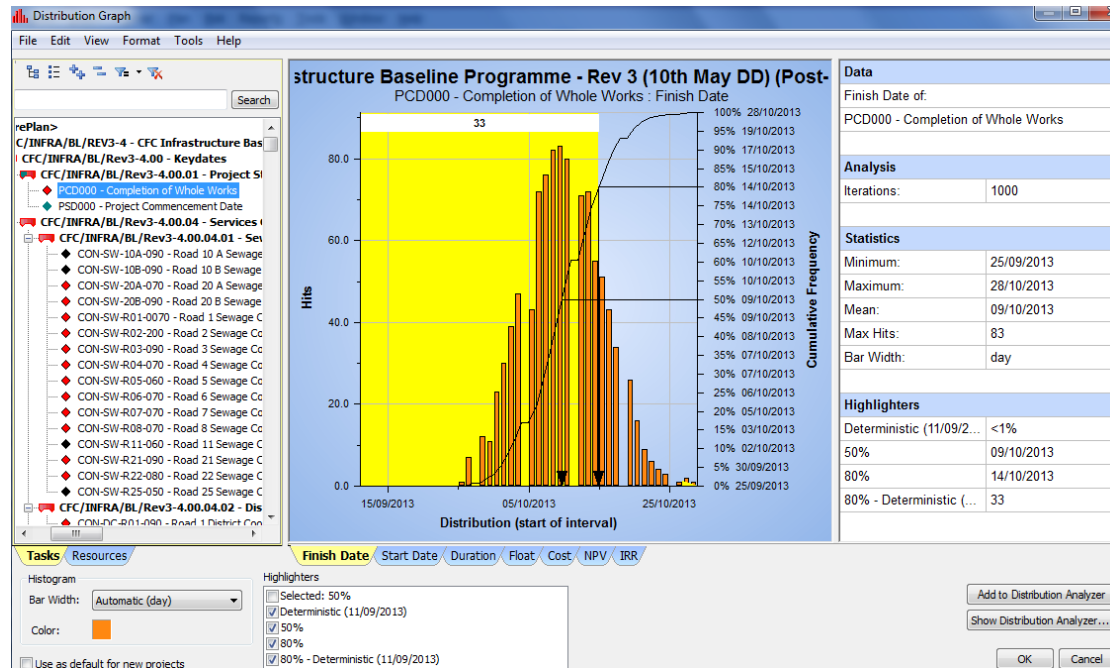 Distribution Graph
File Edit View Format Tools Help
Search
rePlan>
C/INFRA/BL/REV3-4 - CFC Infrastructure Bas
CFC/INFRA/BL/Rev3-4.00 - Keydates
CFC/INFRA/BL/Rev3-4.00.01 - Project St
PCD000 - Completion of Whole Works
PSD000 - Project Commencement Date
CFC/INFRA/BL/Rev3-4.00.04 - Services
CFC/INFRA/BL/Rev3-4.00.04.01 - Sew
CON-SW-10A-090 - Road 10 A Sewage
CON-SW-10B-090 - Road 10 B Sewage
CON-SW-20A-070 - Road 20 A Sewage
CON-SW-20B-090 - Road 20 B Sewage
CON-SW-R01-0070 - Road 1 Sewage Co
CON-SW-R02-200 - Road 2 Sewage Co
CON-SW-R03-090 - Road 3 Sewage Co
CON-SW-R04-070 - Road 4 Sewage Co
CON-SW-R05-060 - Road 5 Sewage Co
CON-SW-R06-070 - Road 6 Sewage Co
CON-SW-R07-070 - Road 7 Sewage Co
CON-SW-R08-070 - Road 8 Sewage Co
CON-SW-R11-060 - Road 11 Sewage C
CON-SW-R21-090 - Road 21 Sewage C
CON-SW-R22-080 - Road 22 Sewage C
CON-SW-R25-050 - Road 25 Sewage C
CFC/INFRA/BL/Rev3-4.00.04.02 - Dis
CON-DC-R01-090 - Road 1 District Coo
Tasks Resources
structure Baseline Programme - Rev 3 (10th May DD) (Post-
PCD000 - Completion of Whole Works : Finish Date
33
80.0
60.0
40.0
20.0
0.0
Hits
15/09/2013 05/10/2013 25/10/2013
Distribution (start of interval)
100% 28/10/2013
95% 19/10/2013
90% 17/10/2013
85% 15/10/2013
80% 14/10/2013
75% 14/10/2013
70% 13/10/2013
65% 12/10/2013
60% 10/10/2013
55% 10/10/2013
50% 09/10/2013
45% 09/10/2013
40% 08/10/2013
35% 07/10/2013
30% 07/10/2013
25% 06/10/2013
20% 05/10/2013
15% 03/10/2013
10% 02/10/2013
5% 30/09/2013
0% 25/09/2013
Cumulative Frequency
Finish Date Start Date Duration Float Cost NPV IRR
Data
Finish Date of:
PCD000 - Completion of Whole Works
Analysis
Iterations: 1000
Statistics
Minimum: 25/09/2013
Maximum: 28/10/2013
Mean: 09/10/2013
Max Hits: 83
Bar Width: day
Highlighters
Deterministic (11/09/2... <1%
50% 09/10/2013
80% 14/10/2013
80% - Deterministic (... 33
Histogram
Bar Width: Automatic (day)
Color:
Use as default for new projects
Highlighters
Selected: 50%
Deterministic (11/09/2013)
50%
80%
80% - Deterministic (11/09/2013)
Add to Distribution Analyzer
Show Distribution Analyzer...
OK Cancel